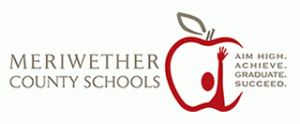 MERIWETHER
COUNTY SCHOOLS
AIM HIGH.
ACHIEVE.
GRADUATE.
SUCCEED.